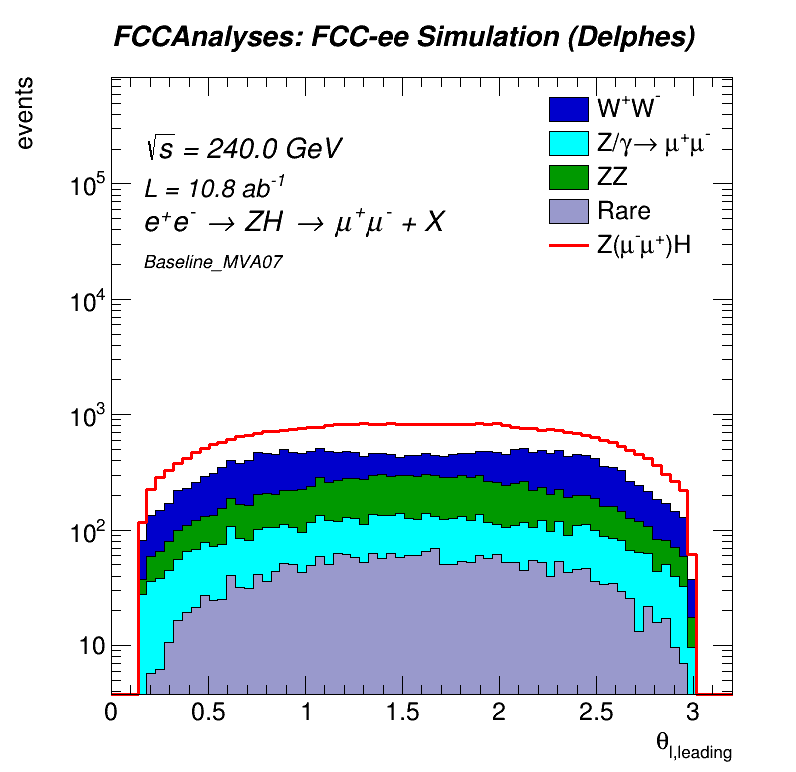 FCCAnalyses: FCC-ee Simulation (Delphes)
events
√s = 240.0 GeV
L = 10.8 ab⁻¹
e⁺e⁻ → ZH → μ⁺μ⁻ + X
Baseline_MVA07
W⁺W⁻
Z/γ→ μ⁺μ⁻
ZZ
Rare
Z(μ⁻μ⁺)H
10⁵
10⁴
10³
10²
10
0 0.5 1 1.5 2 2.5 3
θl,leading